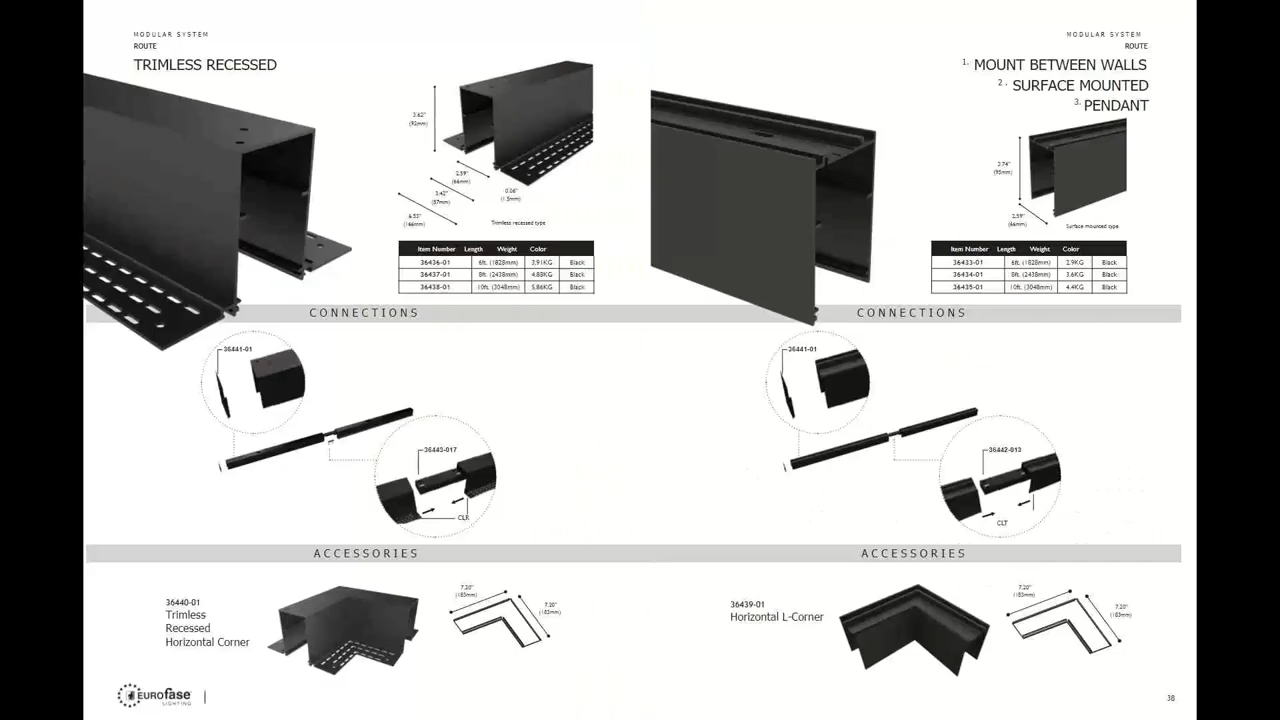 MODULAR SYSTEM
ROUTE
TRIMLESS RECESSED
3.62"
(92mm)
2.59"
(66mm)
3.42"
(87mm)
6.53"
(166mm)
0.06"
(1.5mm)
Trimless recessed type
Item Number Length Weight Color
36436-01 6ft. (1828mm) 3.91KG Black
36437-01 8ft. (2438mm) 4.88KG Black
36438-01 10ft. (3048mm) 5.86KG Black
CONNECTIONS
36441-01
36443-017
CLR
ACCESSORIES
36440-01
Trimless
Recessed
Horizontal Corner
7.20"
(183mm)
7.20"
(183mm)
EUROfase
LIGHTING
MODULAR SYSTEM
ROUTE
1. MOUNT BETWEEN WALLS
2. SURFACE MOUNTED
3. PENDANT
3.74"
(95mm)
2.59"
(66mm)
Surface mounted type
Item Number Length Weight Color
36433-01 6ft. (1828mm) 2.9KG Black
36434-01 8ft. (2438mm) 3.6KG Black
36435-01 10ft. (3048mm) 4.4KG Black
CONNECTIONS
36441-01
36442-013
CLT
ACCESSORIES
36439-01
Horizontal L-Corner
7.20"
(183mm)
7.20"
(183mm)
38